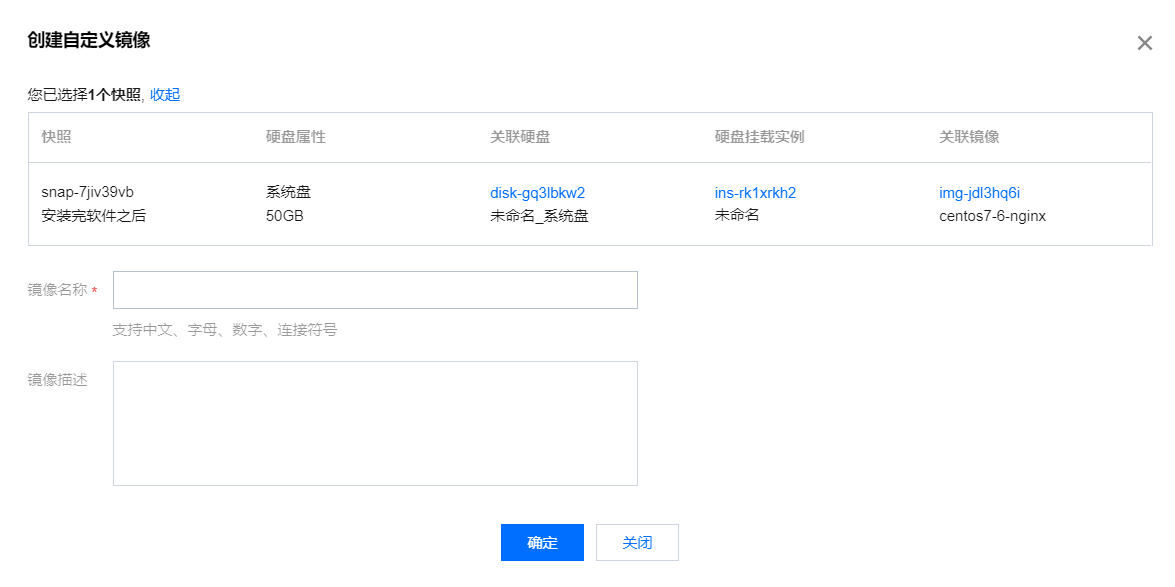 创建自定义镜像
您已选择1个快照, 收起
快照 硬盘属性 关联硬盘 硬盘挂载实例 关联镜像
snap-7jiv39vb 系统盘 disk-gq3lbkw2 ins-rk1xrkh2 img-jdl3hq6i
安装完软件之后 50GB 未命名_系统盘 未命名 centos7-6-nginx
镜像名称 *
支持中文、字母、数字、连接符号
镜像描述
确定 关闭